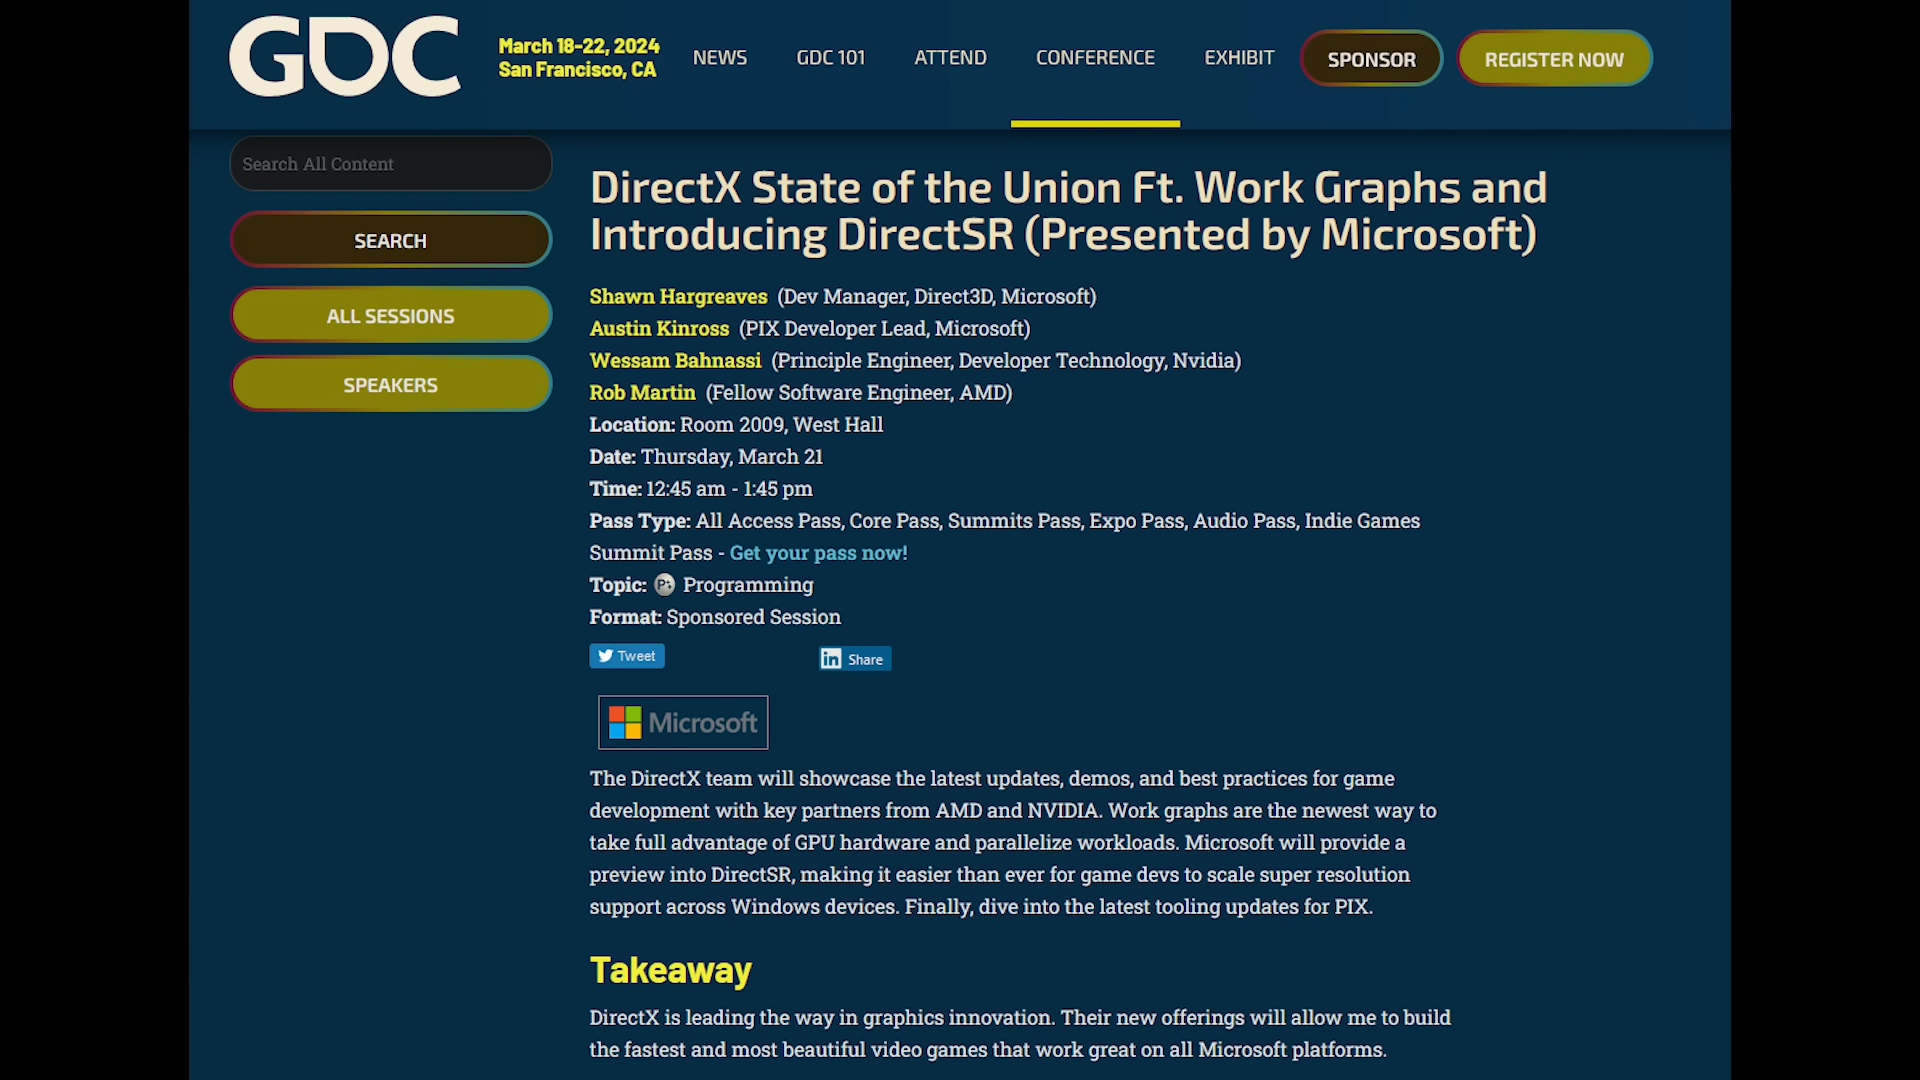 GDC
March 18-22, 2024
San Francisco, CA
NEWS
GDC 101
ATTEND
CONFERENCE
EXHIBIT
SPONSOR
REGISTER NOW
Search All Content
SEARCH
ALL SESSIONS
SPEAKERS
DirectX State of the Union Ft. Work Graphs and
Introducing DirectSR (Presented by Microsoft)
Shawn Hargreaves (Dev Manager, Direct3D, Microsoft)
Austin Kinross (PIX Developer Lead, Microsoft)
Wessam Bahnassi (Principle Engineer, Developer Technology, Nvidia)
Rob Martin (Fellow Software Engineer, AMD)
Location: Room 2009, West Hall
Date: Thursday, March 21
Time: 12:45 am - 1:45 pm
Pass Type: All Access Pass, Core Pass, Summits Pass, Expo Pass, Audio Pass, Indie Games
Summit Pass - Get your pass now!
Topic: P: Programming
Format: Sponsored Session
Tweet
in Share
Microsoft
The DirectX team will showcase the latest updates, demos, and best practices for game
development with key partners from AMD and NVIDIA. Work graphs are the newest way to
take full advantage of GPU hardware and parallelize workloads. Microsoft will provide a
preview into DirectSR, making it easier than ever for game devs to scale super resolution
support across Windows devices. Finally, dive into the latest tooling updates for PIX.
Takeaway
DirectX is leading the way in graphics innovation. Their new offerings will allow me to build
the fastest and most beautiful video games that work great on all Microsoft platforms.